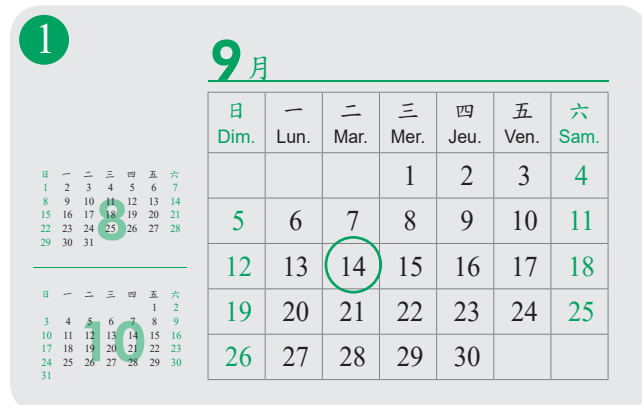 1
9月
日 一 二 三 四 五 六
Dim. Lun. Mar. Mer. Jeu. Ven. Sam.
1 2 3 4
5 6 7 8 9 10 11
12 13 14 15 16 17 18
19 20 21 22 23 24 25
26 27 28 29 30
8
日 一 二 三 四 五 六
1 2 3 4 5 6 7
8 9 10 11 12 13 14
15 16 17 18 19 20 21
22 23 24 25 26 27 28
29 30 31
10
日 一 二 三 四 五 六
1 2
3 4 5 6 7 8 9
10 11 12 13 14 15 16
17 18 19 20 21 22 23
24 25 26 27 28 29 30
31